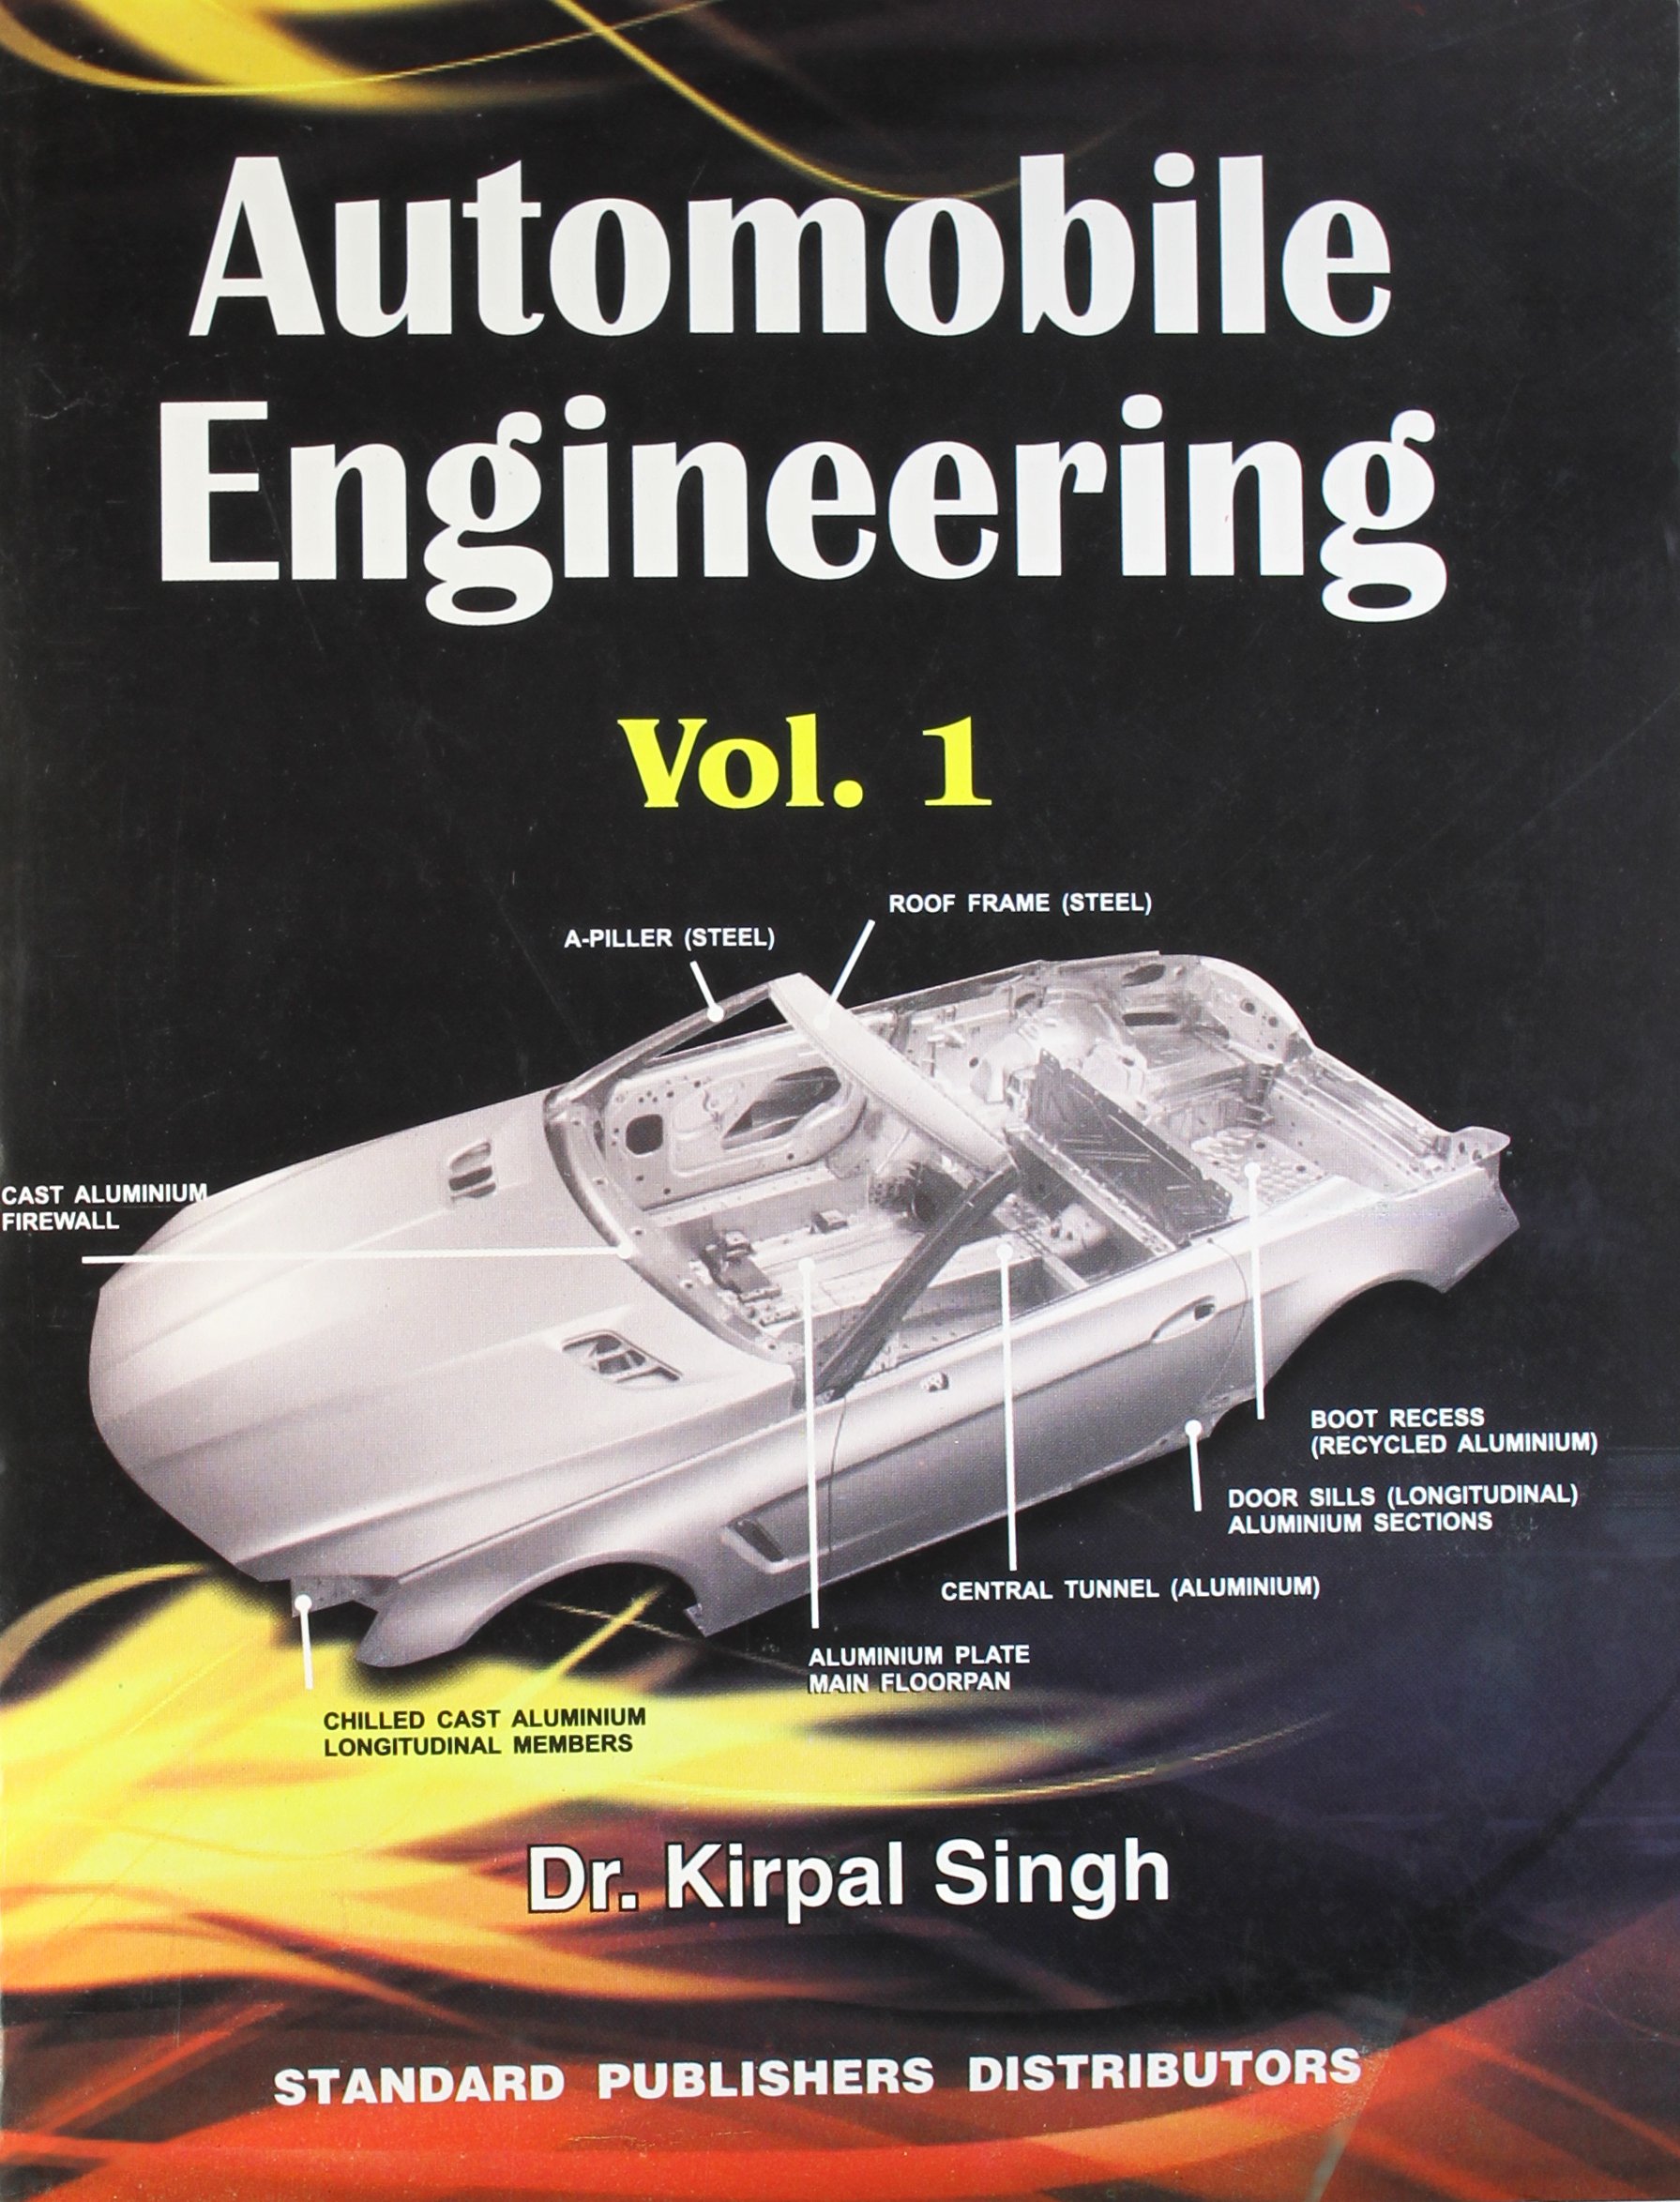 Automobile
Engineering
Vol. 1
ROOF FRAME (STEEL)
A-PILLER (STEEL)
CAST ALUMINIUM
FIREWALL
BOOT RECESS
(RECYCLED ALUMINIUM)
DOOR SILLS (LONGITUDINAL)
ALUMINIUM SECTIONS
CENTRAL TUNNEL (ALUMINIUM)
ALUMINIUM PLATE
MAIN FLOORPAN
CHILLED CAST ALUMINIUM
LONGITUDINAL MEMBERS
Dr. Kirpal Singh
STANDARD PUBLISHERS DISTRIBUTORS